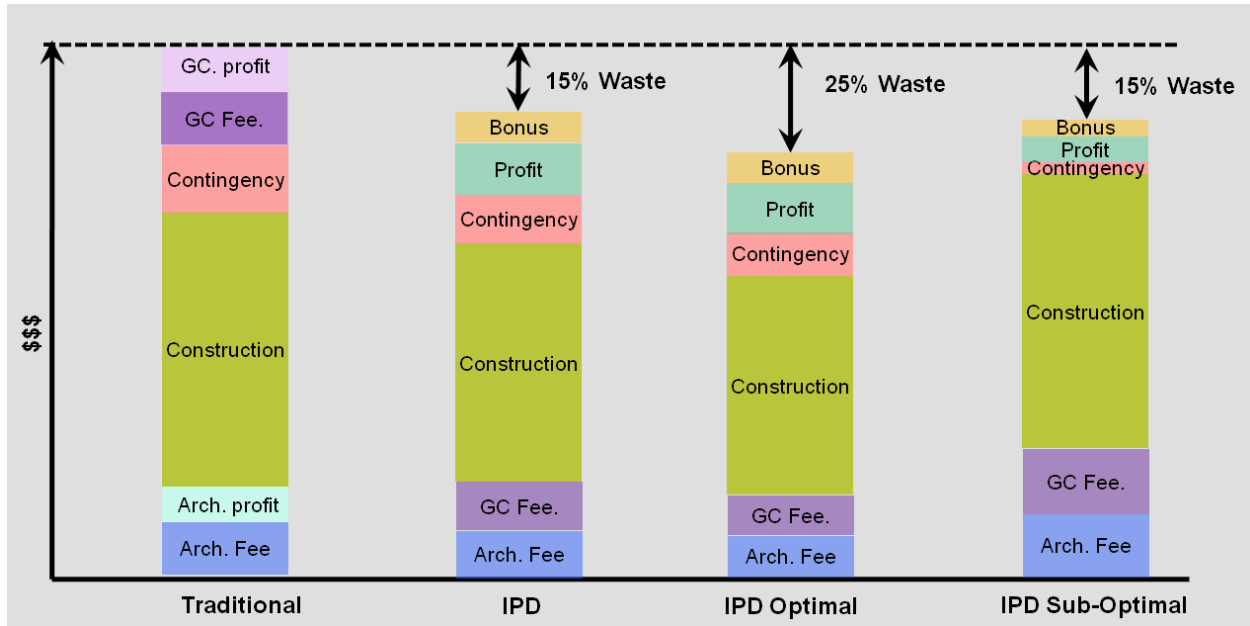 $$$
GC. profit
GC Fee.
Contingency
Construction
Arch. profit
Arch. Fee
Traditional
15% Waste
Bonus
Profit
Contingency
Construction
GC Fee.
Arch. Fee
IPD
25% Waste
Bonus
Profit
Contingency
Construction
GC Fee.
Arch. Fee
IPD Optimal
15% Waste
Bonus
Profit
Contingency
Construction
GC Fee.
Arch. Fee
IPD Sub-Optimal